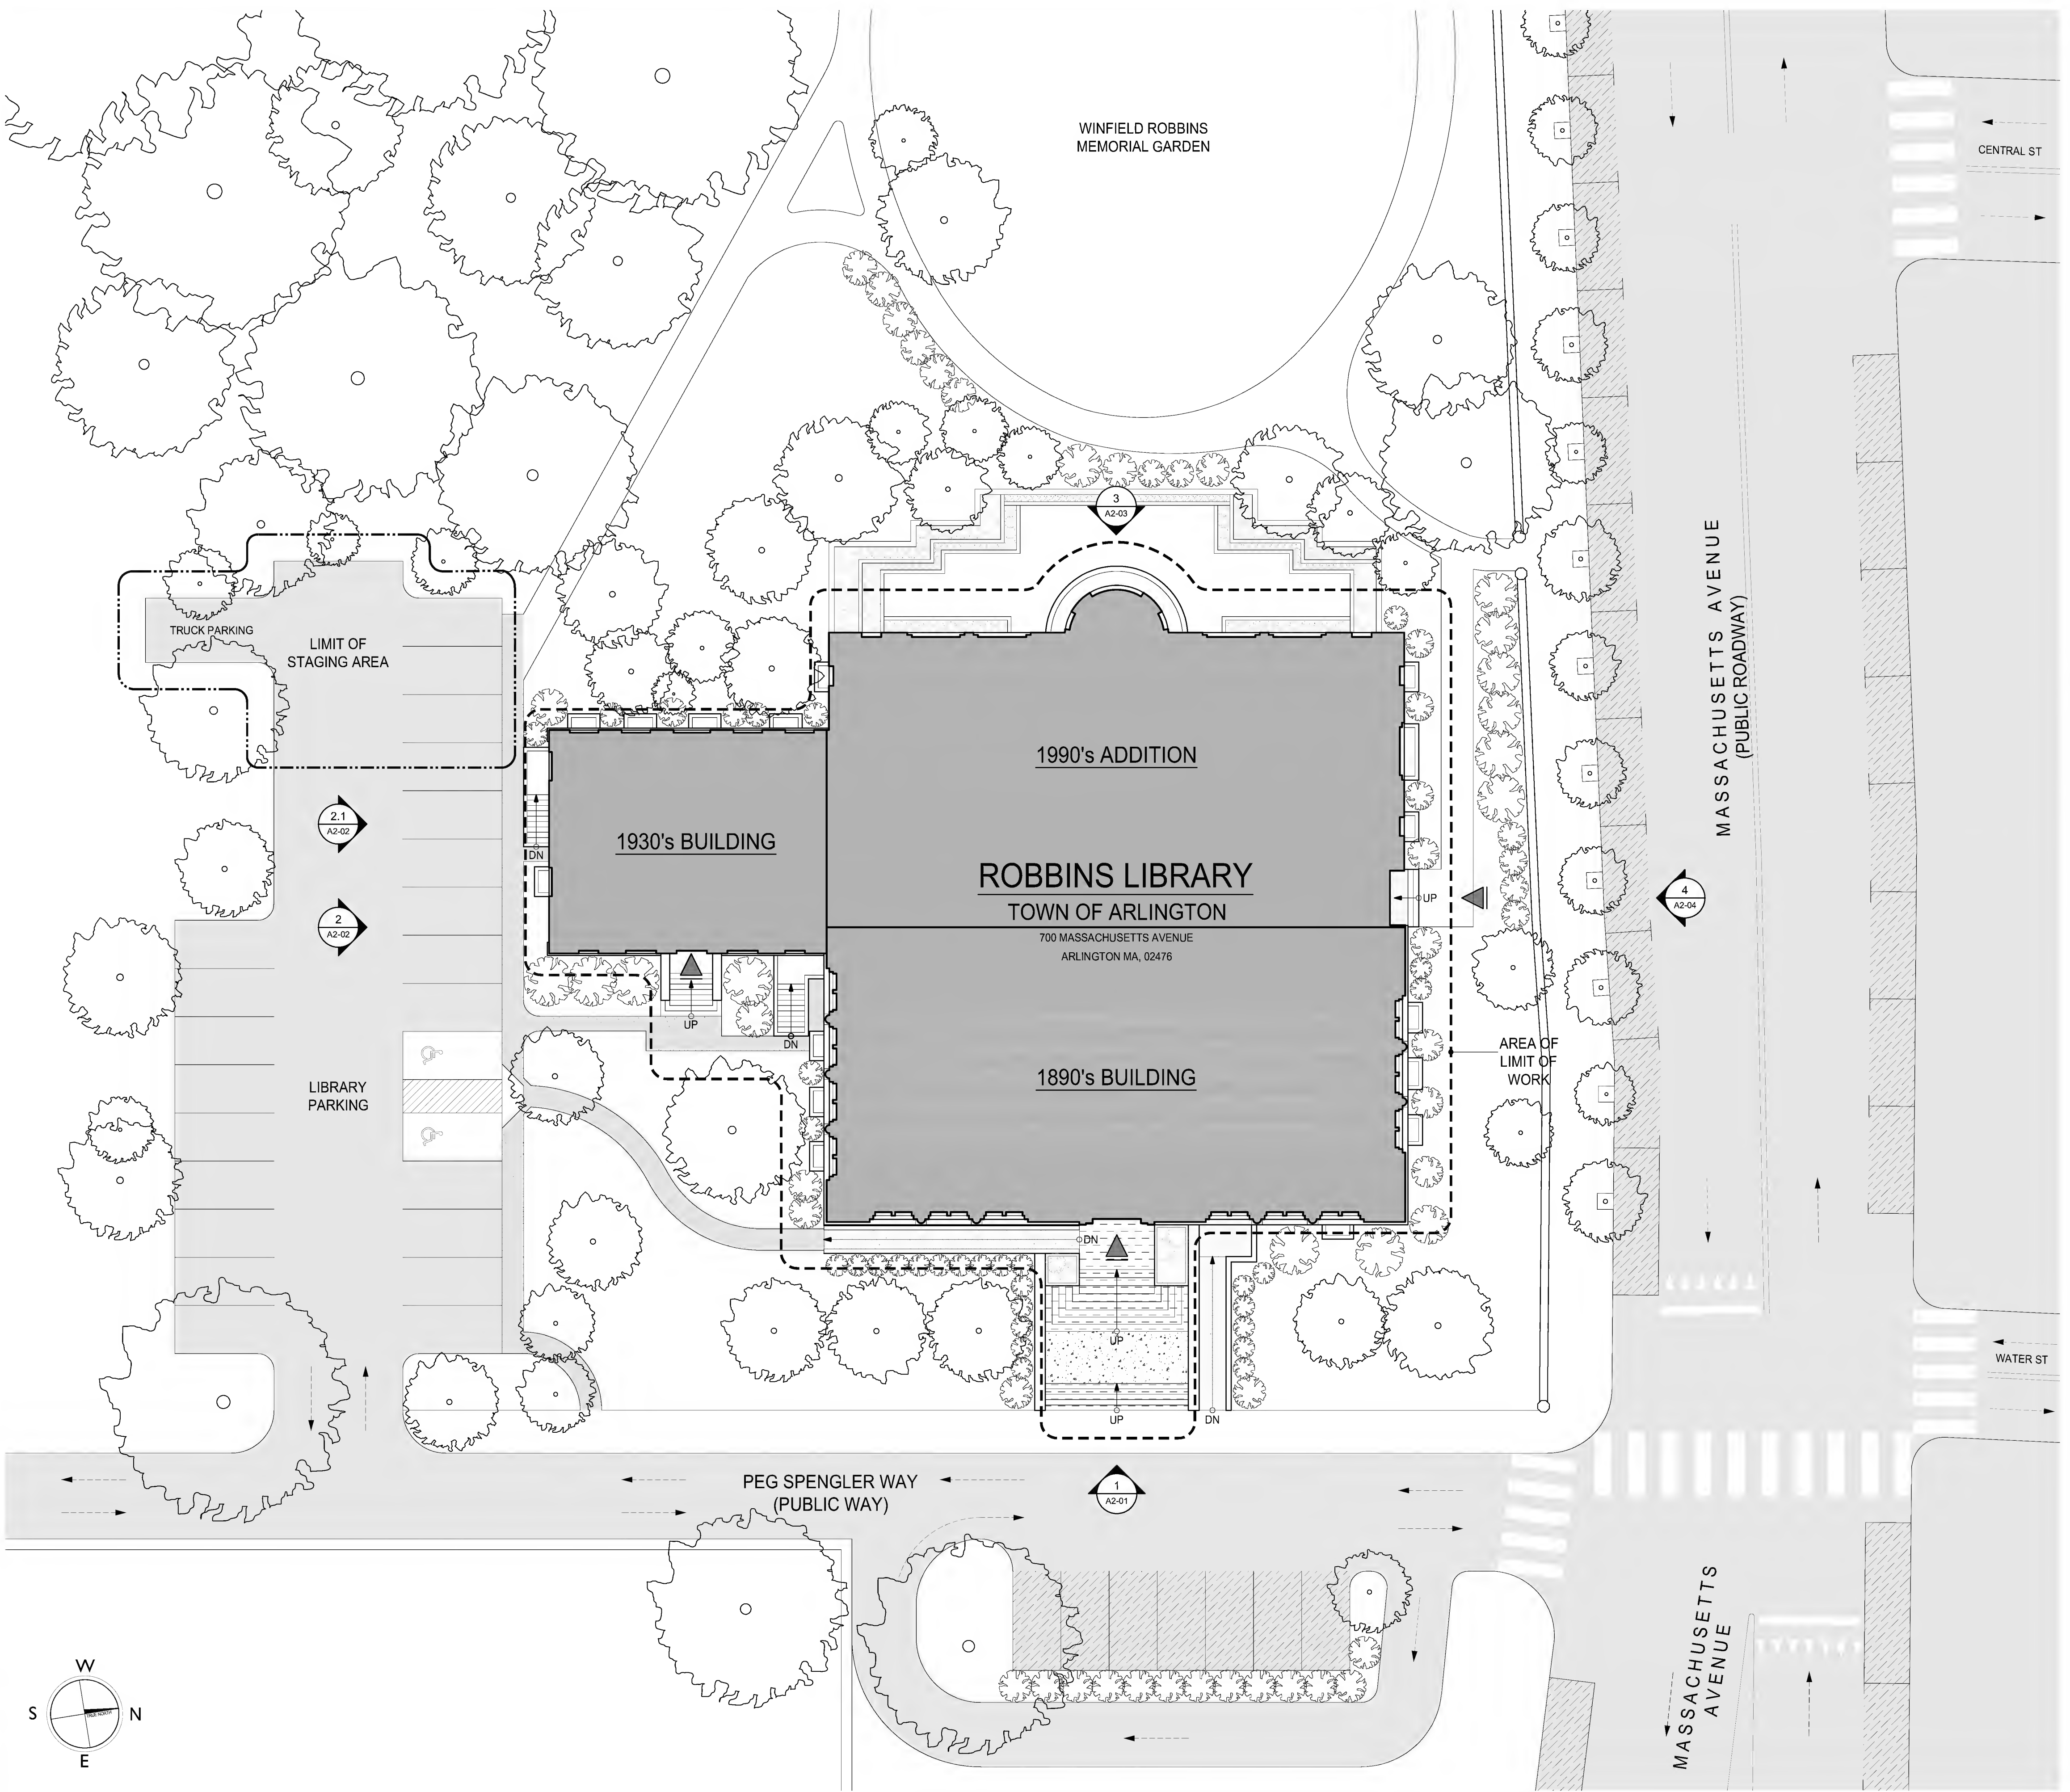 WINFIELD ROBBINS
MEMORIAL GARDEN
CENTRAL ST
3
A2-03
TRUCK PARKING
LIMIT OF
STAGING AREA
MASSACHUSETTS AVENUE
(PUBLIC ROADWAY)
1990's ADDITION
2.1
A2-02
1930's BUILDING
DN
ROBBINS LIBRARY
TOWN OF ARLINGTON
700 MASSACHUSETTS AVENUE
ARLINGTON MA, 02476
UP
4
A2-04
2
A2-02
UP
DN
AREA OF
LIMIT OF
WORK
1890's BUILDING
LIBRARY
PARKING
DN
UP
UP
DN
WATER ST
PEG SPENGLER WAY
(PUBLIC WAY)
1
A2-01
MASSACHUSETTS
AVENUE
W
S
TRUE NORTH
N
E